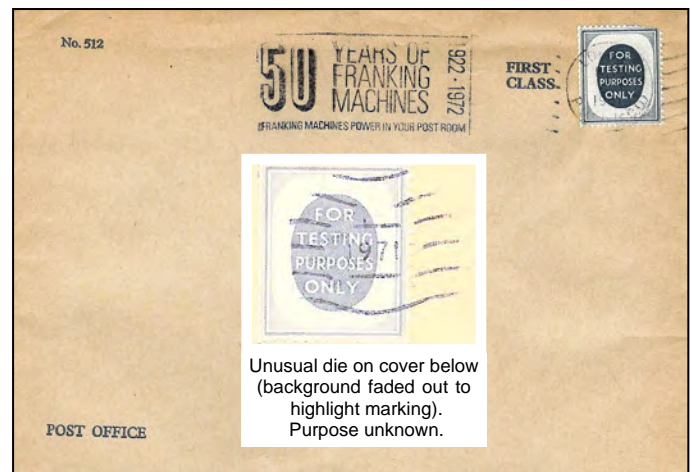 No. 512
50 YEARS OF
FRANKING
MACHINES
1922·1972
FRANKING MACHINES POWER IN YOUR POST ROOM
FIRST
CLASS
FOR
TESTING
PURPOSES
ONLY
FOR
TESTING
PURPOSES
ONLY
1971
Unusual die on cover below
(background faded out to
highlight marking).
Purpose unknown.
POST OFFICE